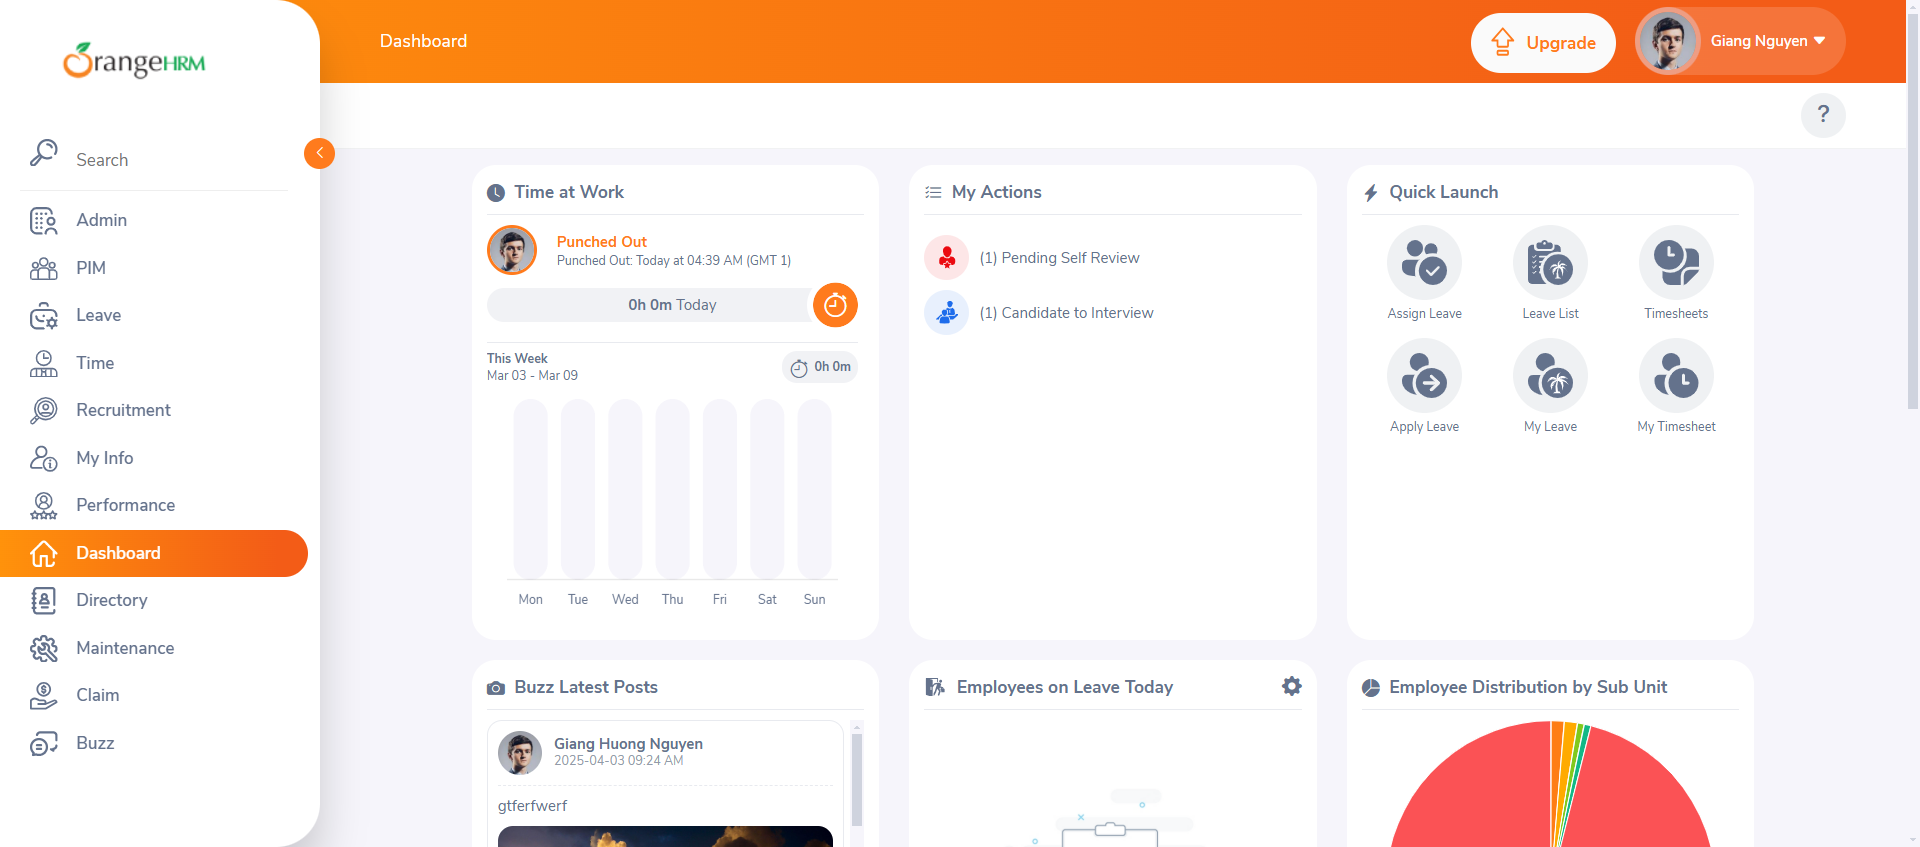 OrangeHRM
Dashboard
Upgrade
Giang Nguyen
?
Search
Admin
PIM
Leave
Time
Recruitment
My Info
Performance
Dashboard
Directory
Maintenance
Claim
Buzz
Time at Work
Punched Out
Punched Out: Today at 04:39 AM (GMT 1)
0h 0m Today
This Week
Mar 03 - Mar 09
0h 0m
Mon Tue Wed Thu Fri Sat Sun
My Actions
(1) Pending Self Review
(1) Candidate to Interview
Quick Launch
Assign Leave
Leave List
Timesheets
Apply Leave
My Leave
My Timesheet
Buzz Latest Posts
Giang Huong Nguyen
2025-04-03 09:24 AM
gtferfwerf
Employees on Leave Today
Employee Distribution by Sub Unit